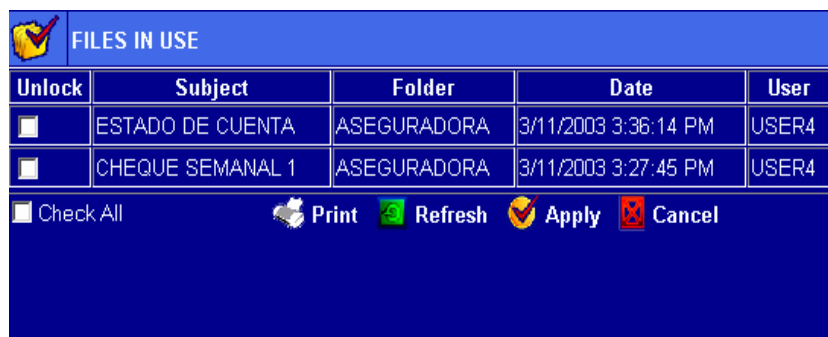 FILES IN USE
Unlock Subject Folder Date User
ESTADO DE CUENTA ASEGURADORA 3/11/2003 3:36:14 PM USER4
CHEQUE SEMANAL 1 ASEGURADORA 3/11/2003 3:27:45 PM USER4
Check All Print Refresh Apply Cancel